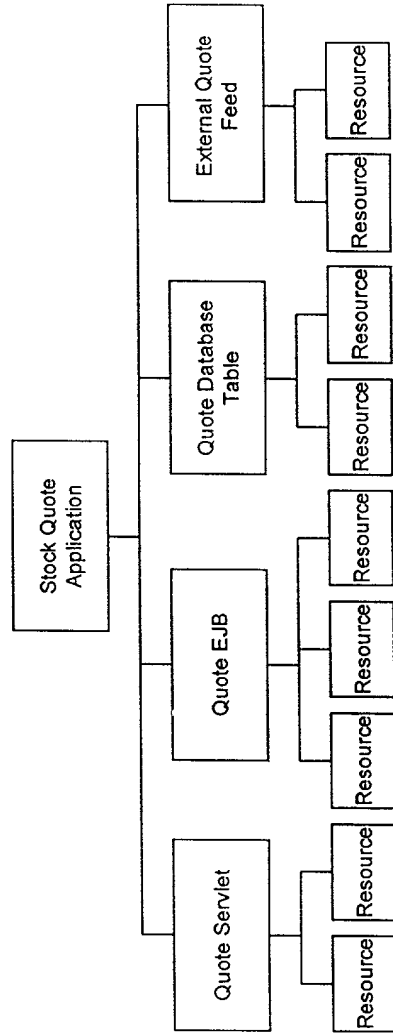 Stock Quote
Application
Quote Servlet
Quote EJB
Quote Database
Table
External Quote
Feed
Resource
Resource
Resource
Resource
Resource
Resource
Resource
Resource
Resource